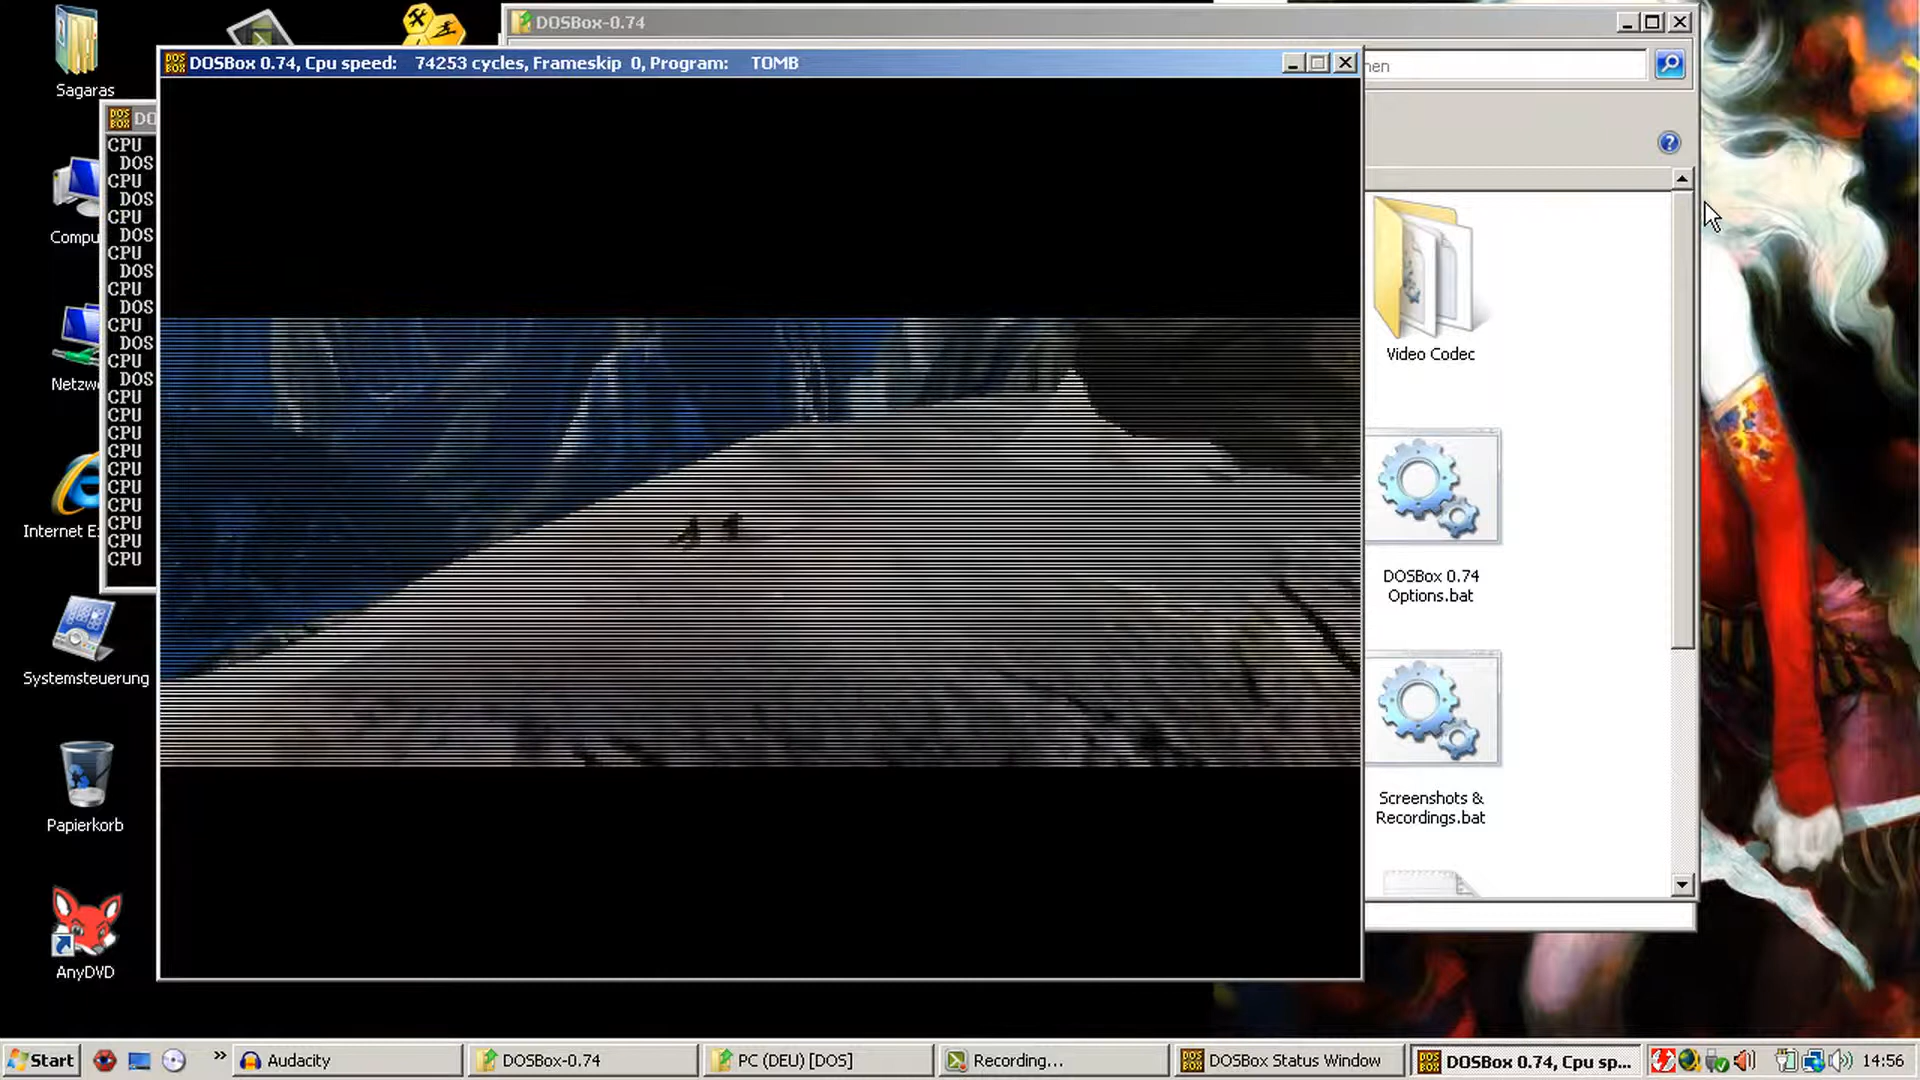 DOSBox-0.74
DOSBox 0.74, Cpu speed: 74253 cycles, Frameskip 0, Program: TOMB
hen
Sagaras
DO
CPU
DOS
CPU
DOS
CPU
DOS
CPU
DOS
CPU
DOS
CPU
DOS
CPU
DOS
CPU
CPU
CPU
CPU
CPU
CPU
CPU
CPU
CPU
CPU
Compu
Netzwe
Internet E
Systemsteuerung
Papierkorb
AnyDVD
Video Codec
DOSBox 0.74
Options.bat
Screenshots &
Recordings.bat
Start
Audacity
DOSBox-0.74
PC (DEU) [DOS]
Recording...
DOSBox Status Window
DOSBox 0.74, Cpu sp...
14:56